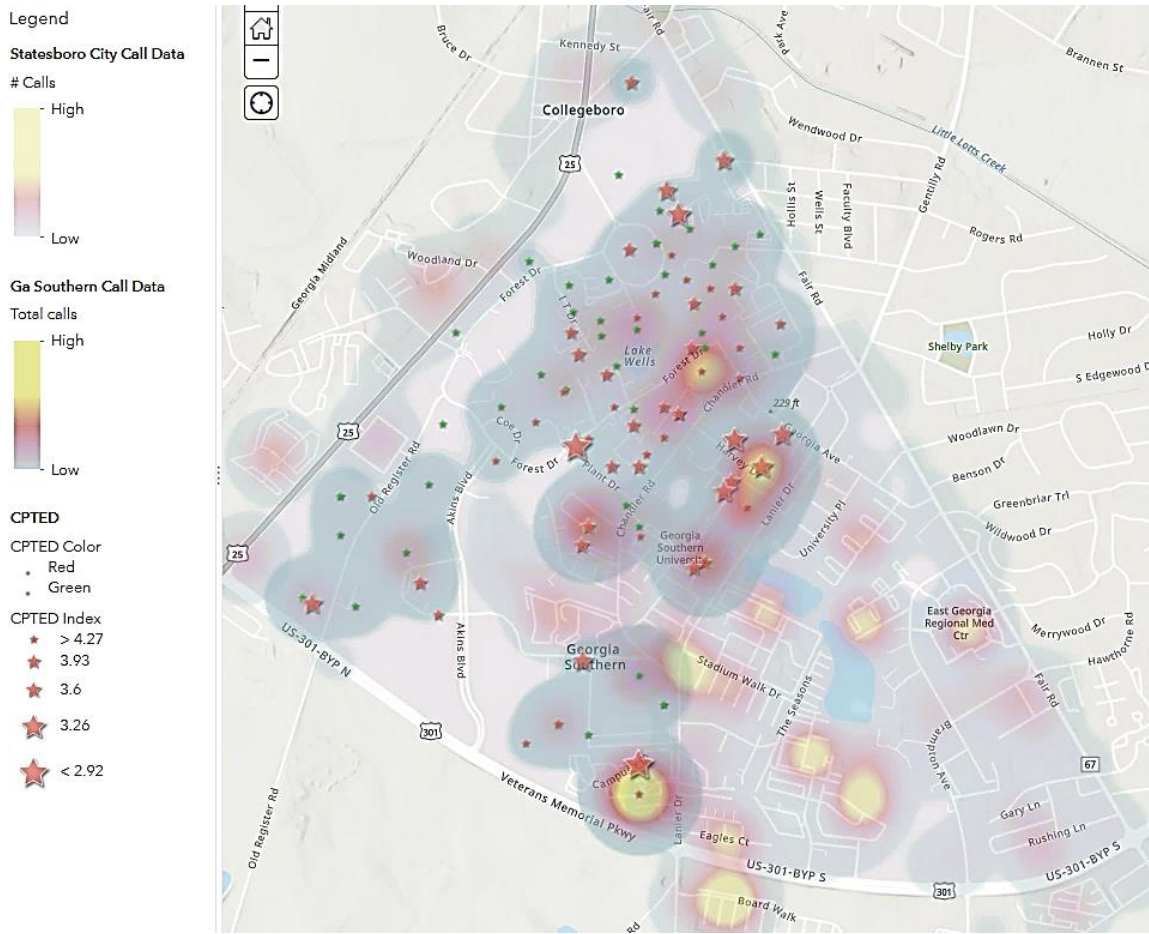 Legend
Statesboro City Call Data
# Calls
High
Low
Ga Southern Call Data
Total calls
High
Low
CPTED
CPTED Color
Red
Green
CPTED Index
> 4.27
3.93
3.6
3.26
< 2.92
Fair Rd
Park Ave
Bruce Dr
Kennedy St
Brannen St
Collegeboro
Wendwood Dr
Little Lotts Creek
25
Gentilly Rd
Hollis St
Wells St
Faculty Blvd
Rogers Rd
Georgia Midland
Woodland Dr
Forest Dr
I T Dr
Fair Rd
Holly Dr
Shelby Park
Lake
Wells
Forest Dr
Chandler Rd
S Edgewood D
229 ft
25
Coe Dr
Georgia Ave
Woodlawn Dr
Old Register Rd
Forest Dr
Plant Dr
Harvey D
Benson Dr
Akins Blvd
Chandler Rd
Lanier Dr
University Pl
Greenbriar Trl
Wildwood Dr
25
Georgia
Southern
University
East Georgia
Regional Med
Ctr
Merrywood Dr
Hawthorne Rd
US-301-BYP N
Akins Blvd
Georgia
Southern
Stadium Walk Dr
The Seasons
Fair Rd
301
Brampton Ave
67
Campu
Veterans Memorial Pkwy
Lanier Dr
Old Register Rd
Gary Ln
Rushing Ln
Eagles Ct
US-301-BYP S
US-301-BYP S
301
Board Walk
Rd